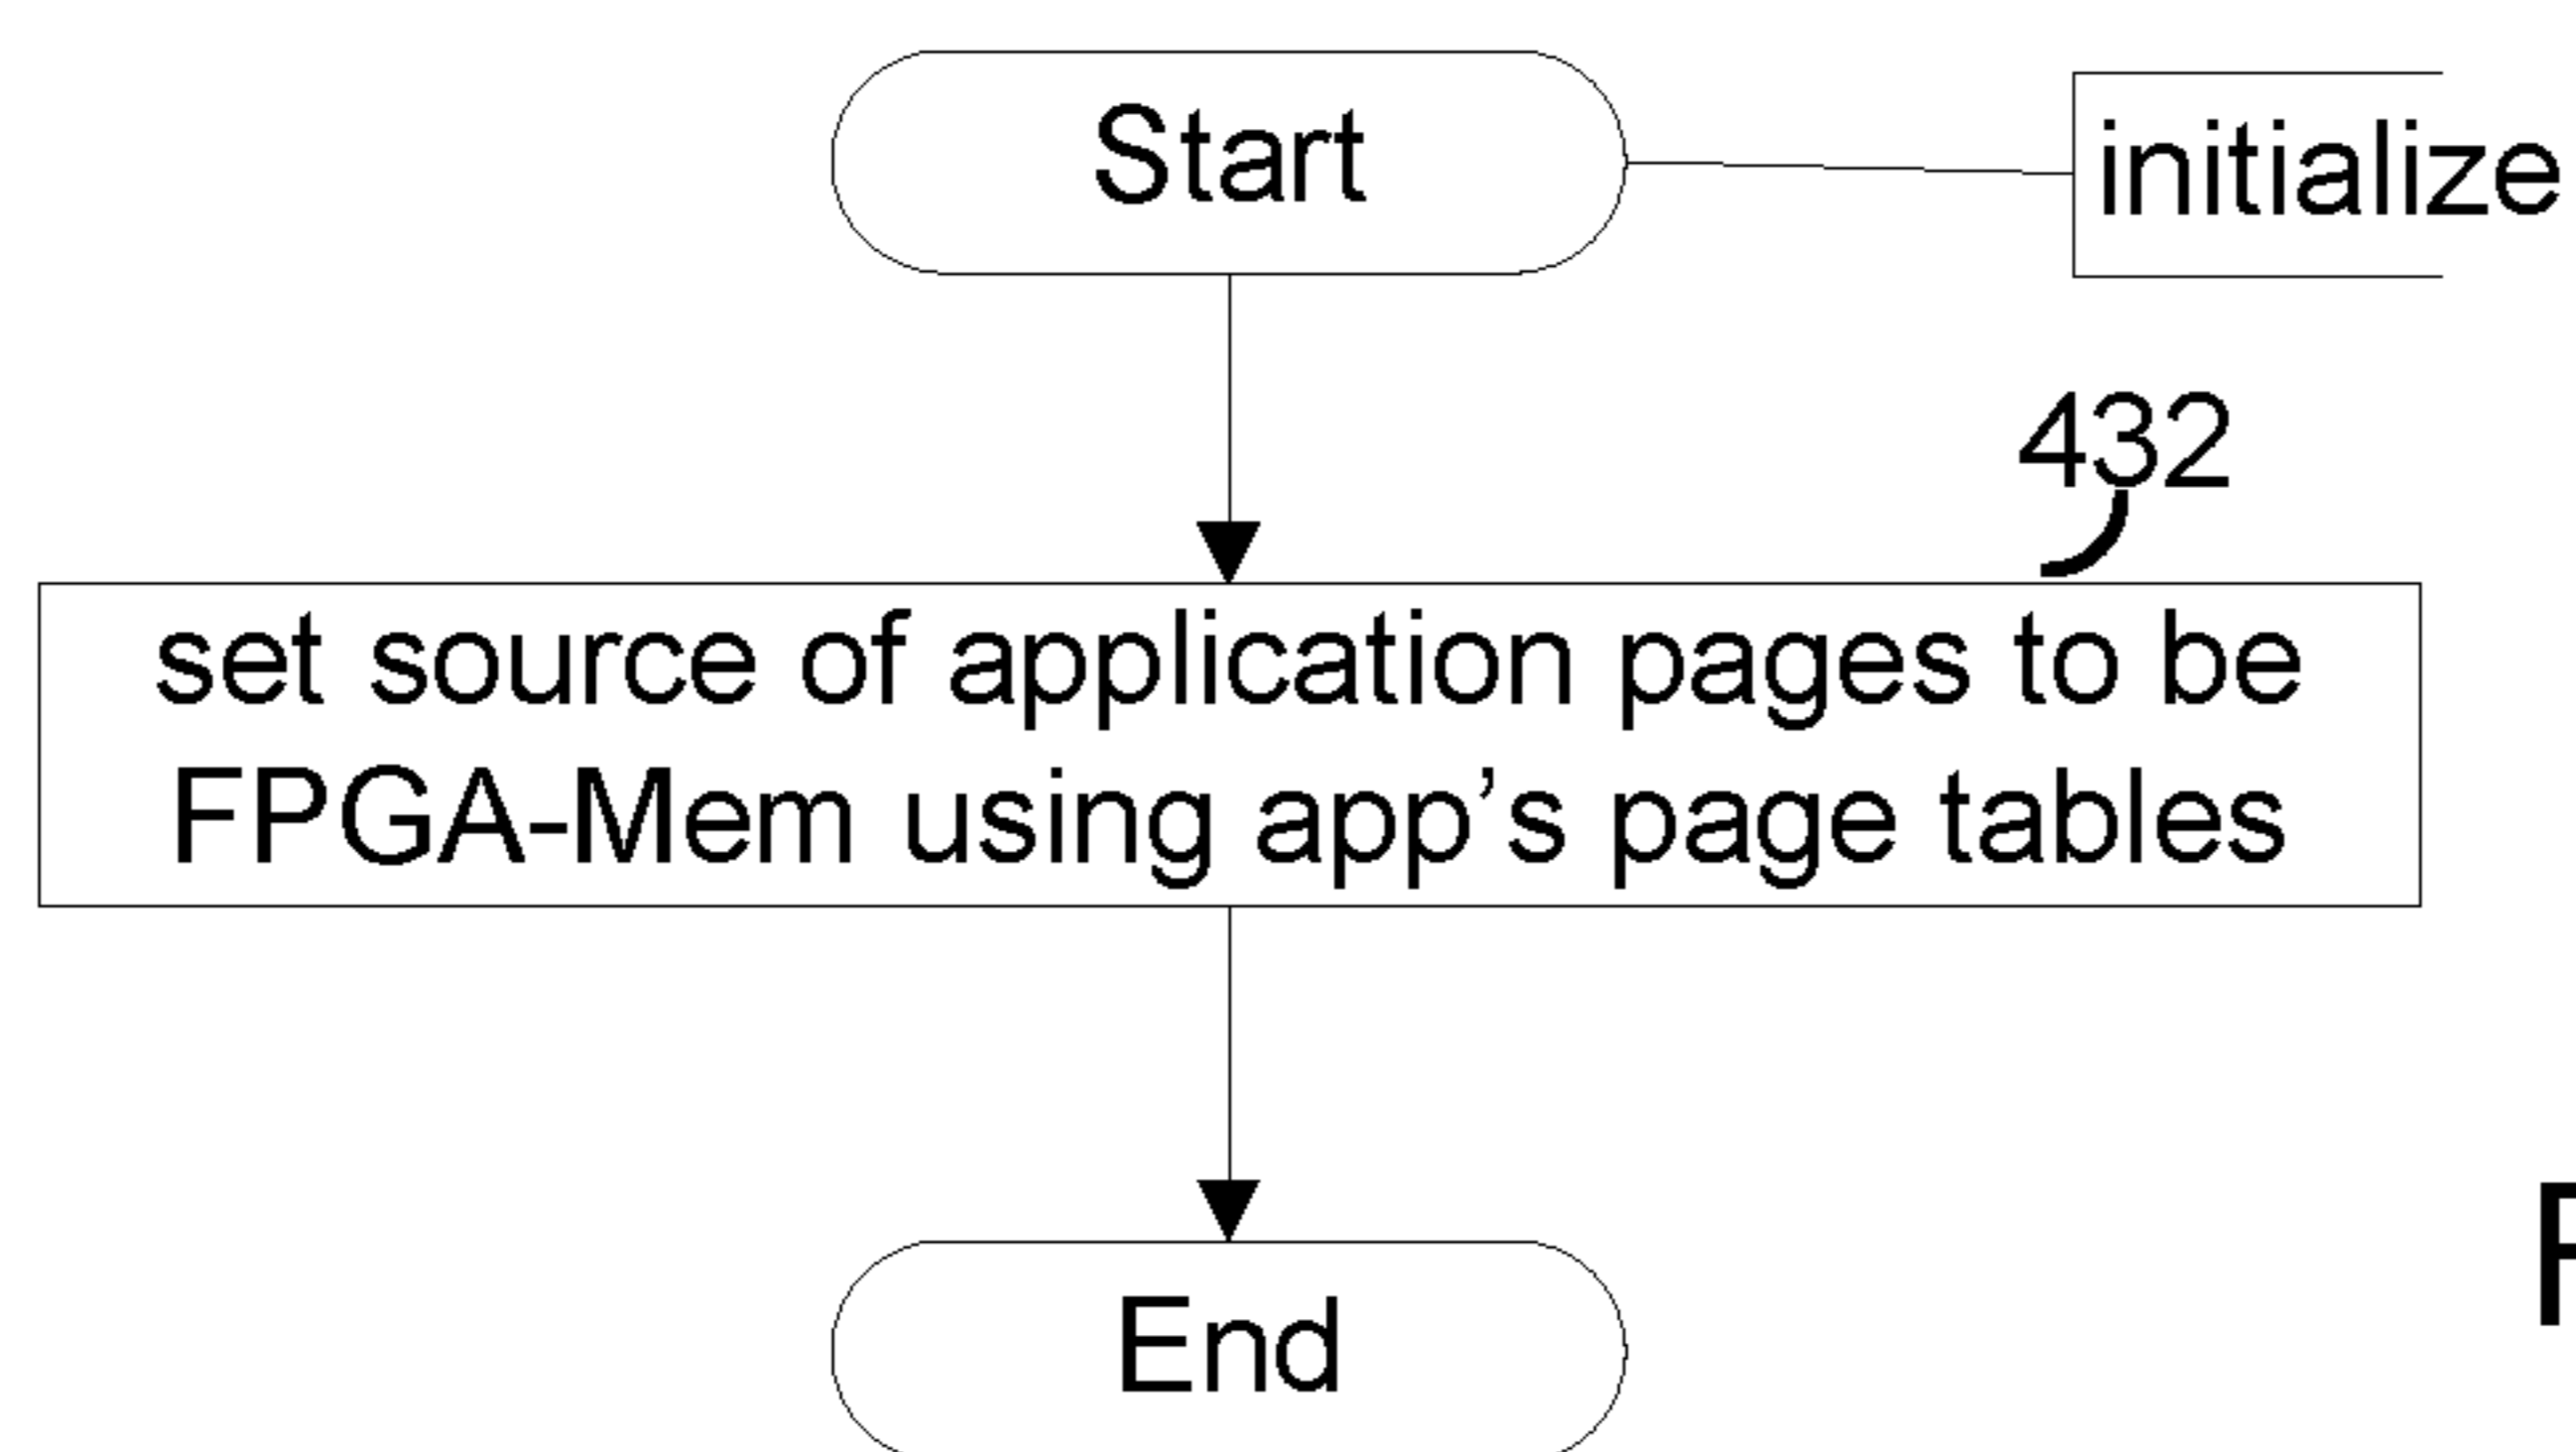 Start
initialize
432
set source of application pages to be
FPGA-Mem using app’s page tables
End